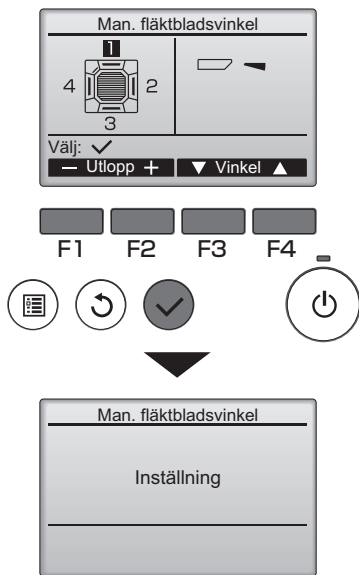 Man. fläktbladsvinkel
1
4 2
3
Välj: ✓
— Utlopp + ▼ Vinkel ▲
F1 F2 F3 F4
Man. fläktbladsvinkel
Inställning